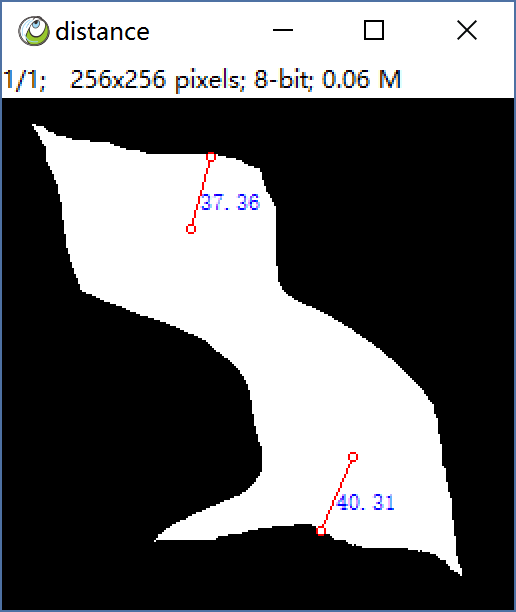 distance
1/1; 256x256 pixels; 8-bit; 0.06 M
37.36
40.31